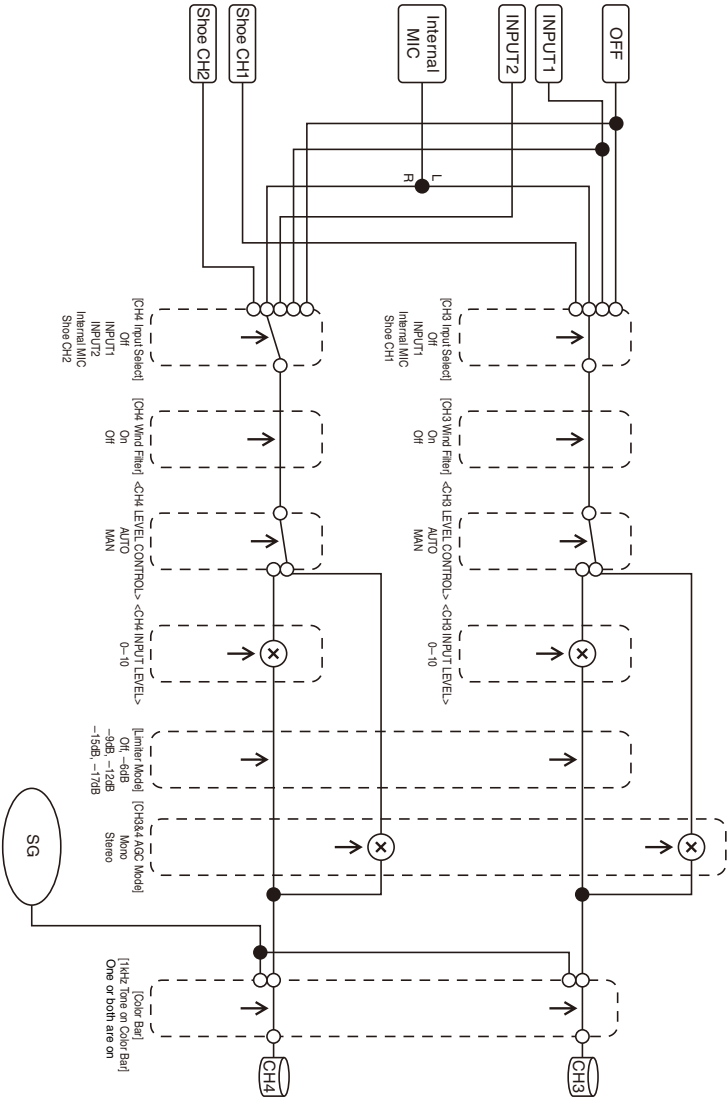 OFF
INPUT1
INPUT2
Internal
MIC
L
R
Shoe CH1
Shoe CH2
[CH3 Input Select]
Off
INPUT1
Internal MIC
Shoe CH1
[CH3 Wind Filter]
On
Off
<CH3 LEVEL CONTROL>
AUTO
MAN
<CH3 INPUT LEVEL>
0–10
[CH4 Input Select]
Off
INPUT1
INPUT2
Internal MIC
Shoe CH2
[CH4 Wind Filter]
On
Off
<CH4 LEVEL CONTROL>
AUTO
MAN
<CH4 INPUT LEVEL>
0–10
[Limiter Mode]
Off, –6dB
–9dB, –12dB
–15dB, –17dB
[CH3&4 AGC Mode]
Mono
Stereo
SG
[Color Bar]
[1kHz Tone on Color Bar]
One or both are on
CH3
CH4